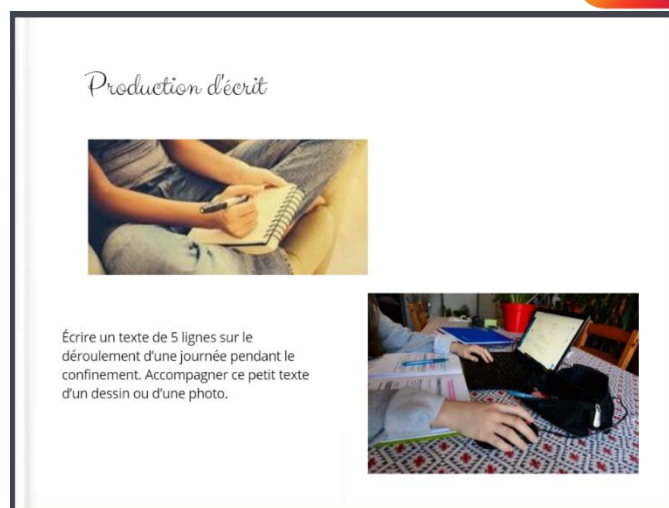 Production d'écrit
Écrire un texte de 5 lignes sur le
déroulement d'une journée pendant le
confinement. Accompagner ce petit texte
d'un dessin ou d'une photo.